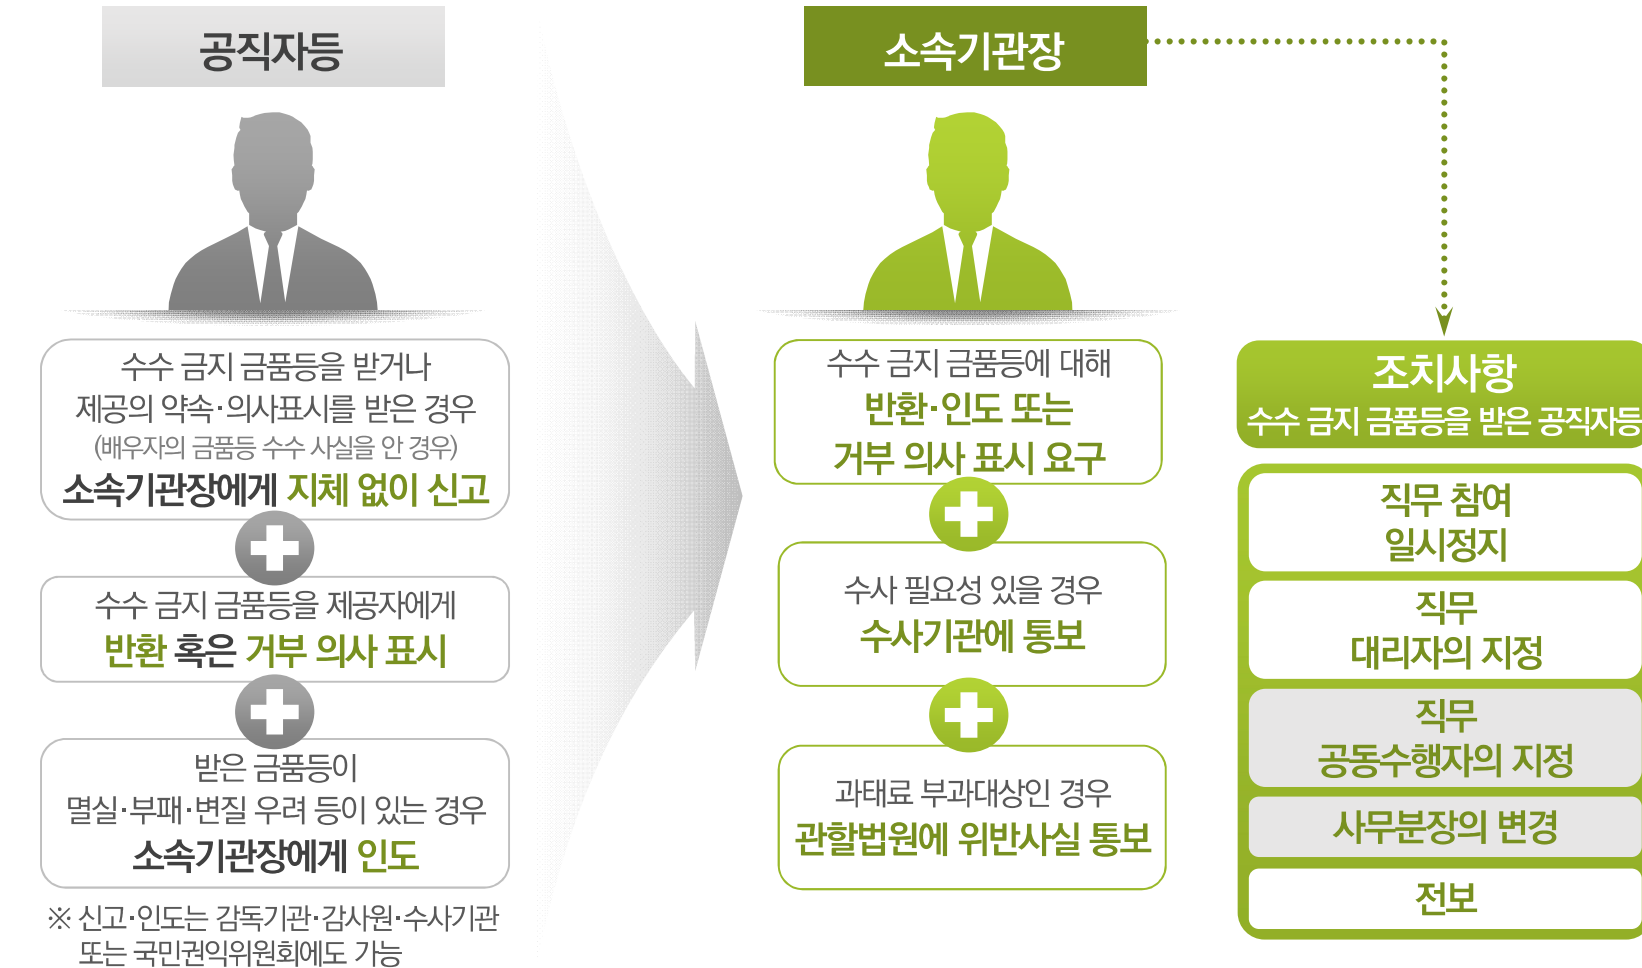 공직자등
수수 금지 금품등을 받거나
제공의 약속·의사표시를 받은 경우
(배우자의 금품등 수수 사실을 안 경우)
소속기관장에게 지체 없이 신고
수수 금지 금품등을 제공자에게
반환 혹은 거부 의사 표시
받은 금품등이
멸실·부패·변질 우려 등이 있는 경우
소속기관장에게 인도
※ 신고·인도는 감독기관·감사원·수사기관
또는 국민권익위원회에도 가능
소속기관장
수수 금지 금품등에 대해
반환·인도 또는
거부 의사 표시 요구
수사 필요성 있을 경우
수사기관에 통보
과태료 부과대상인 경우
관할법원에 위반사실 통보
조치사항
수수 금지 금품등을 받은 공직자등
직무 참여
일시정지
직무
대리자의 지정
직무
공동수행자의 지정
사무분장의 변경
전보